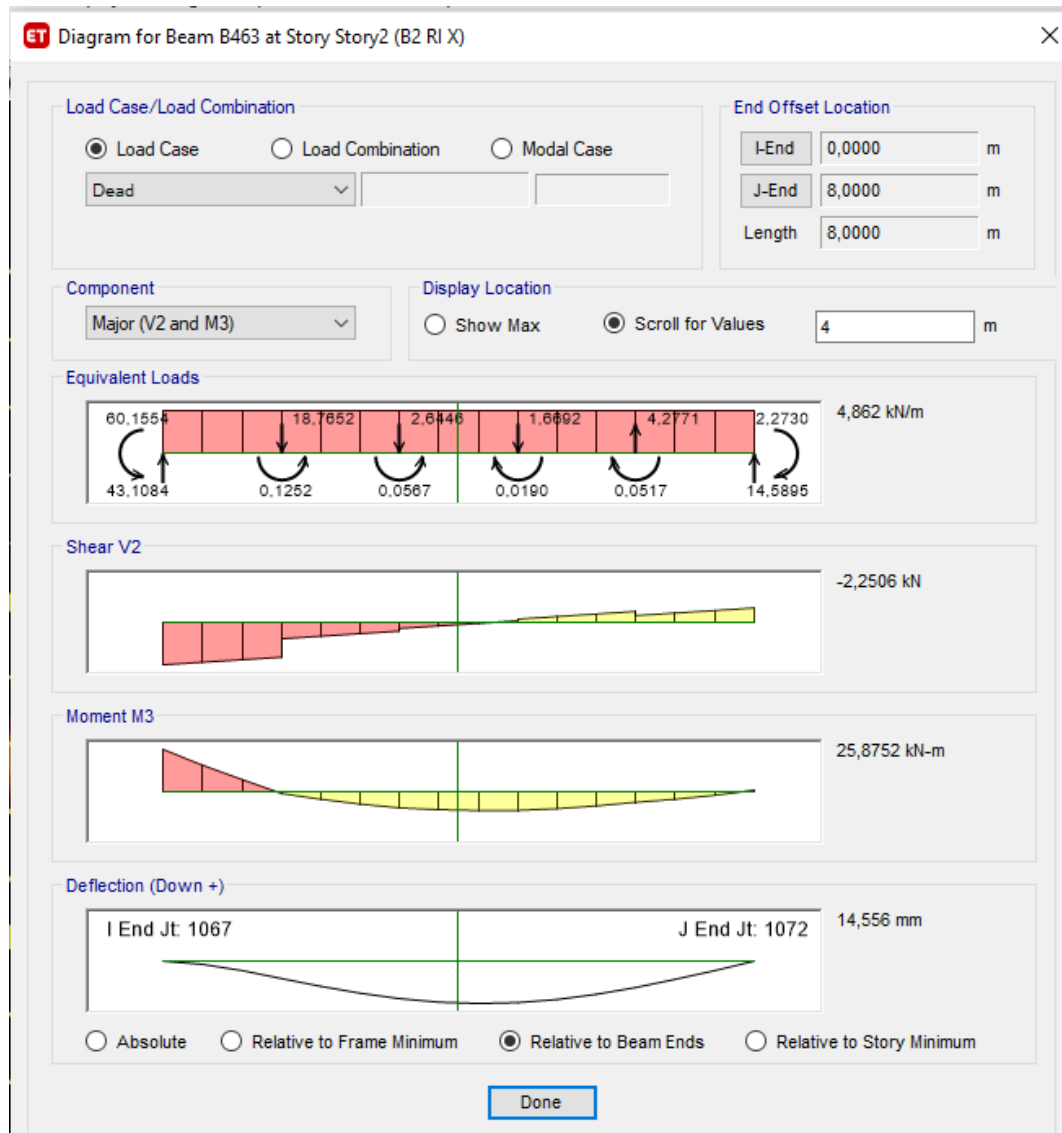 ET Diagram for Beam B463 at Story Story2 (B2 RI X)
Load Case/Load Combination
Load Case Load Combination Modal Case
Dead
End Offset Location
I-End 0,0000 m
J-End 8,0000 m
Length 8,0000 m
Component
Major (V2 and M3)
Display Location
Show Max Scroll for Values 4 m
Equivalent Loads
60,1554 18,7652 2,6446 1,6692 4,2771 2,2730
43,1084 0,1252 0,0567 0,0190 0,0517 14,5895
4,862 kN/m
Shear V2
-2,2506 kN
Moment M3
25,8752 kN-m
Deflection (Down +)
I End Jt: 1067 J End Jt: 1072
14,556 mm
Absolute Relative to Frame Minimum Relative to Beam Ends Relative to Story Minimum
Done